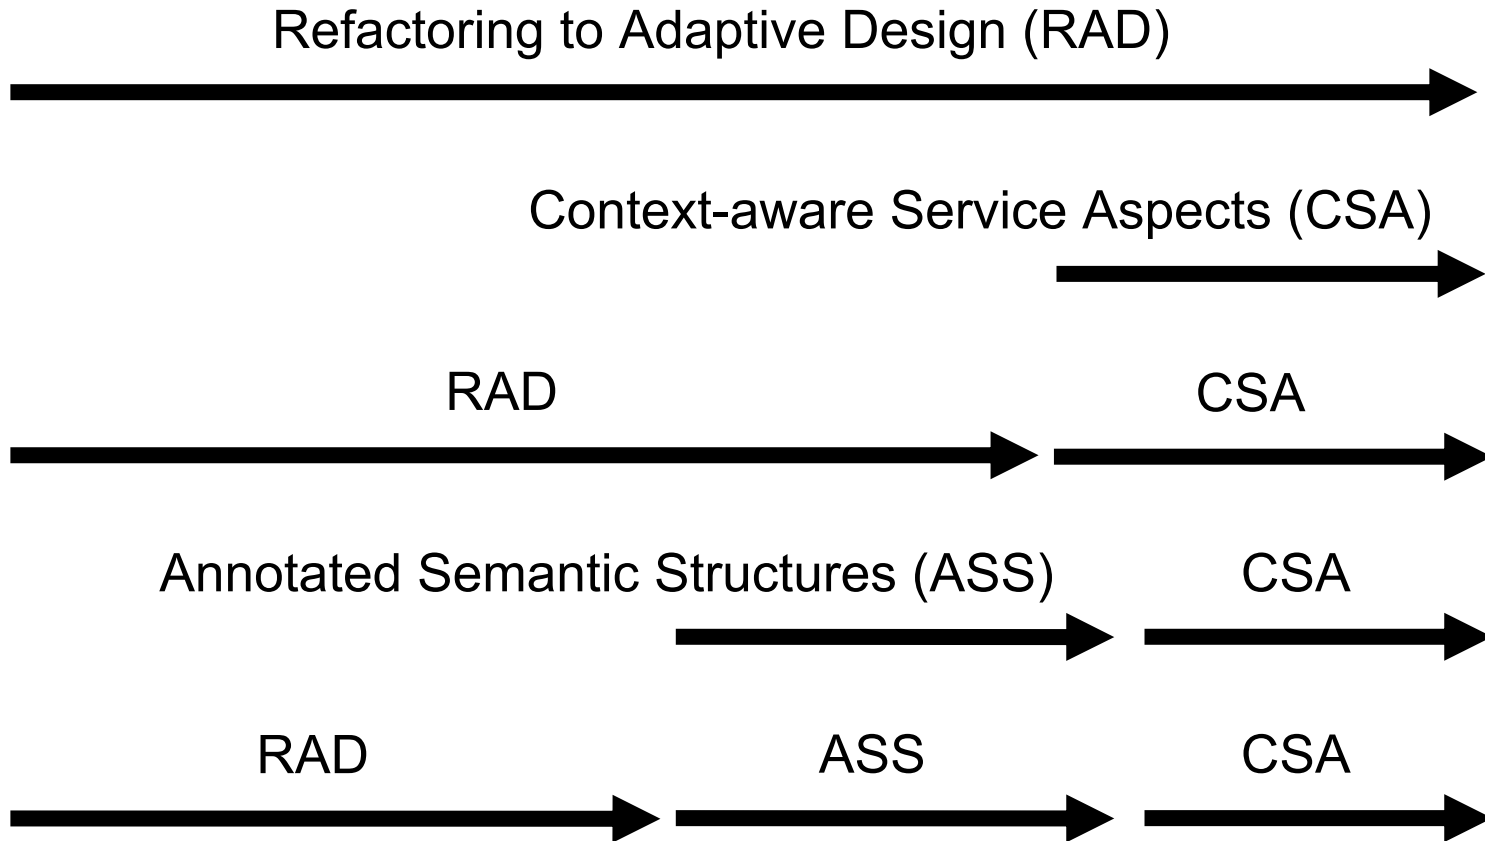 Refactoring to Adaptive Design (RAD)
Context-aware Service Aspects (CSA)
RAD CSA
Annotated Semantic Structures (ASS) CSA
RAD ASS CSA